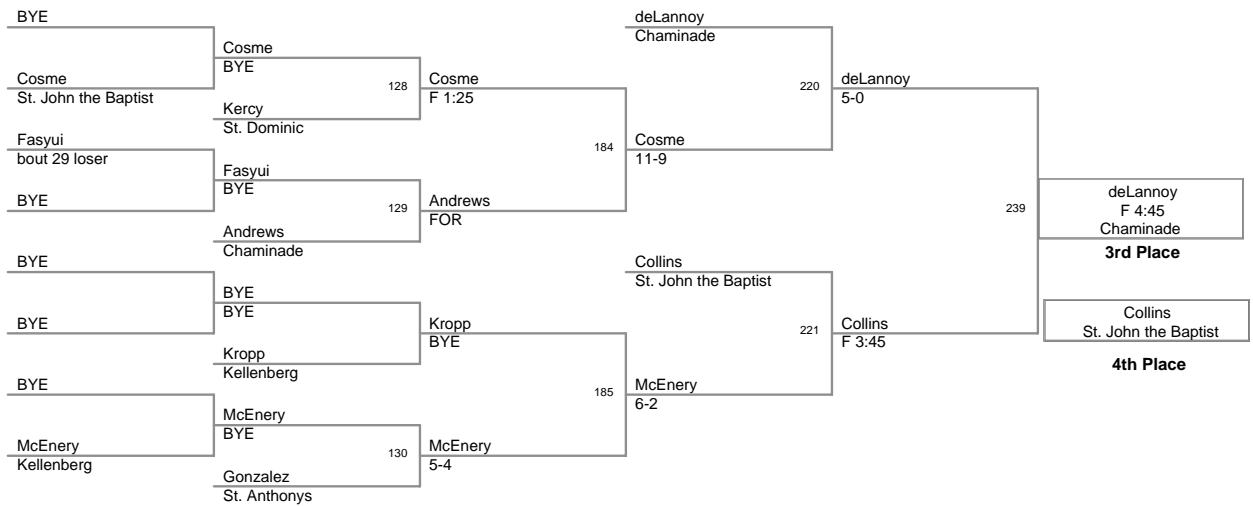 BYE
Cosme
St. John the Baptist
Fasyui
bout 29 loser
BYE
BYE
BYE
BYE
McEnery
Kellenberg
Cosme
BYE
Kercy
St. Dominic
Fasyui
BYE
Andrews
Chaminade
BYE
BYE
Kropp
Kellenberg
McEnery
BYE
Gonzalez
St. Anthonys
128
129
130
Cosme
F 1:25
Andrews
FOR
Kropp
BYE
McEnery
5-4
184
185
deLannoy
Chaminade
Cosme
11-9
Collins
St. John the Baptist
McEnery
6-2
220
221
deLannoy
5-0
Collins
F 3:45
239
deLannoy
F 4:45
Chaminade
3rd Place
Collins
St. John the Baptist
4th Place